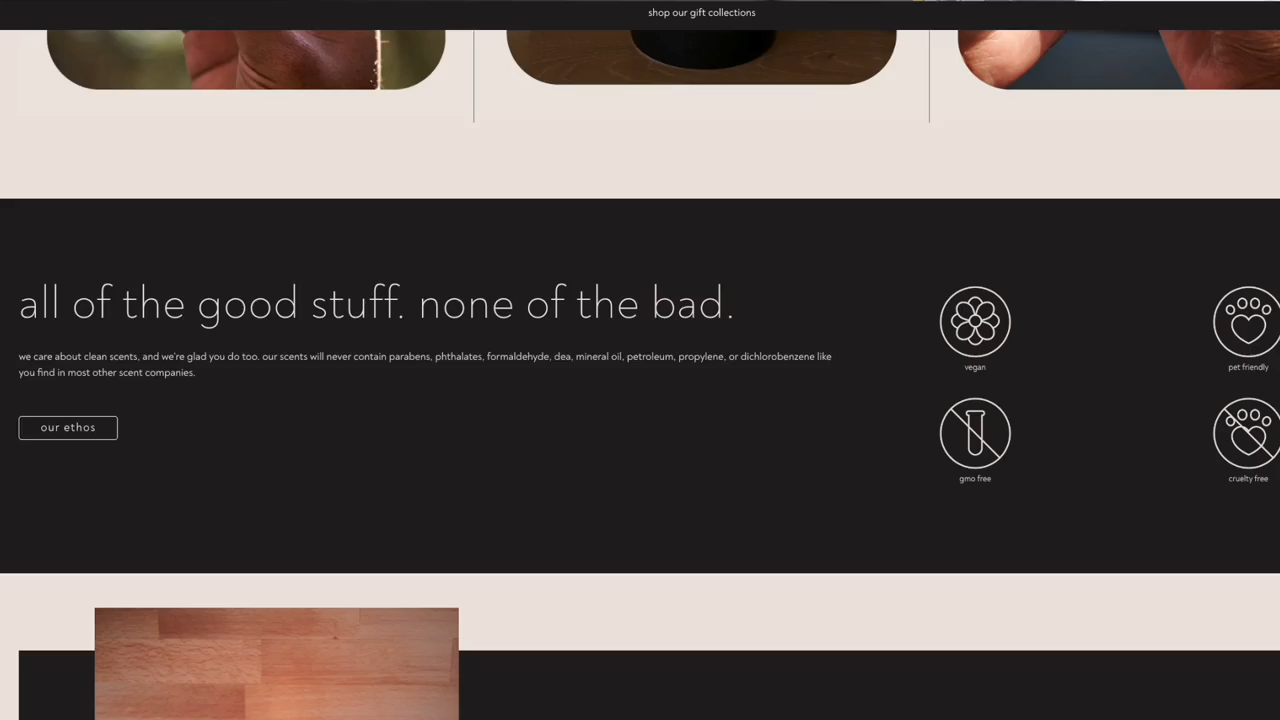 shop our gift collections
all of the good stuff. none of the bad.
we care about clean scents, and we're glad you do too. our scents will never contain parabens, phthalates, formaldehyde, dea, mineral oil, petroleum, propylene, or dichlorobenzene like
you find in most other scent companies.
our ethos
vegan
pet friendly
gmo free
cruelty free